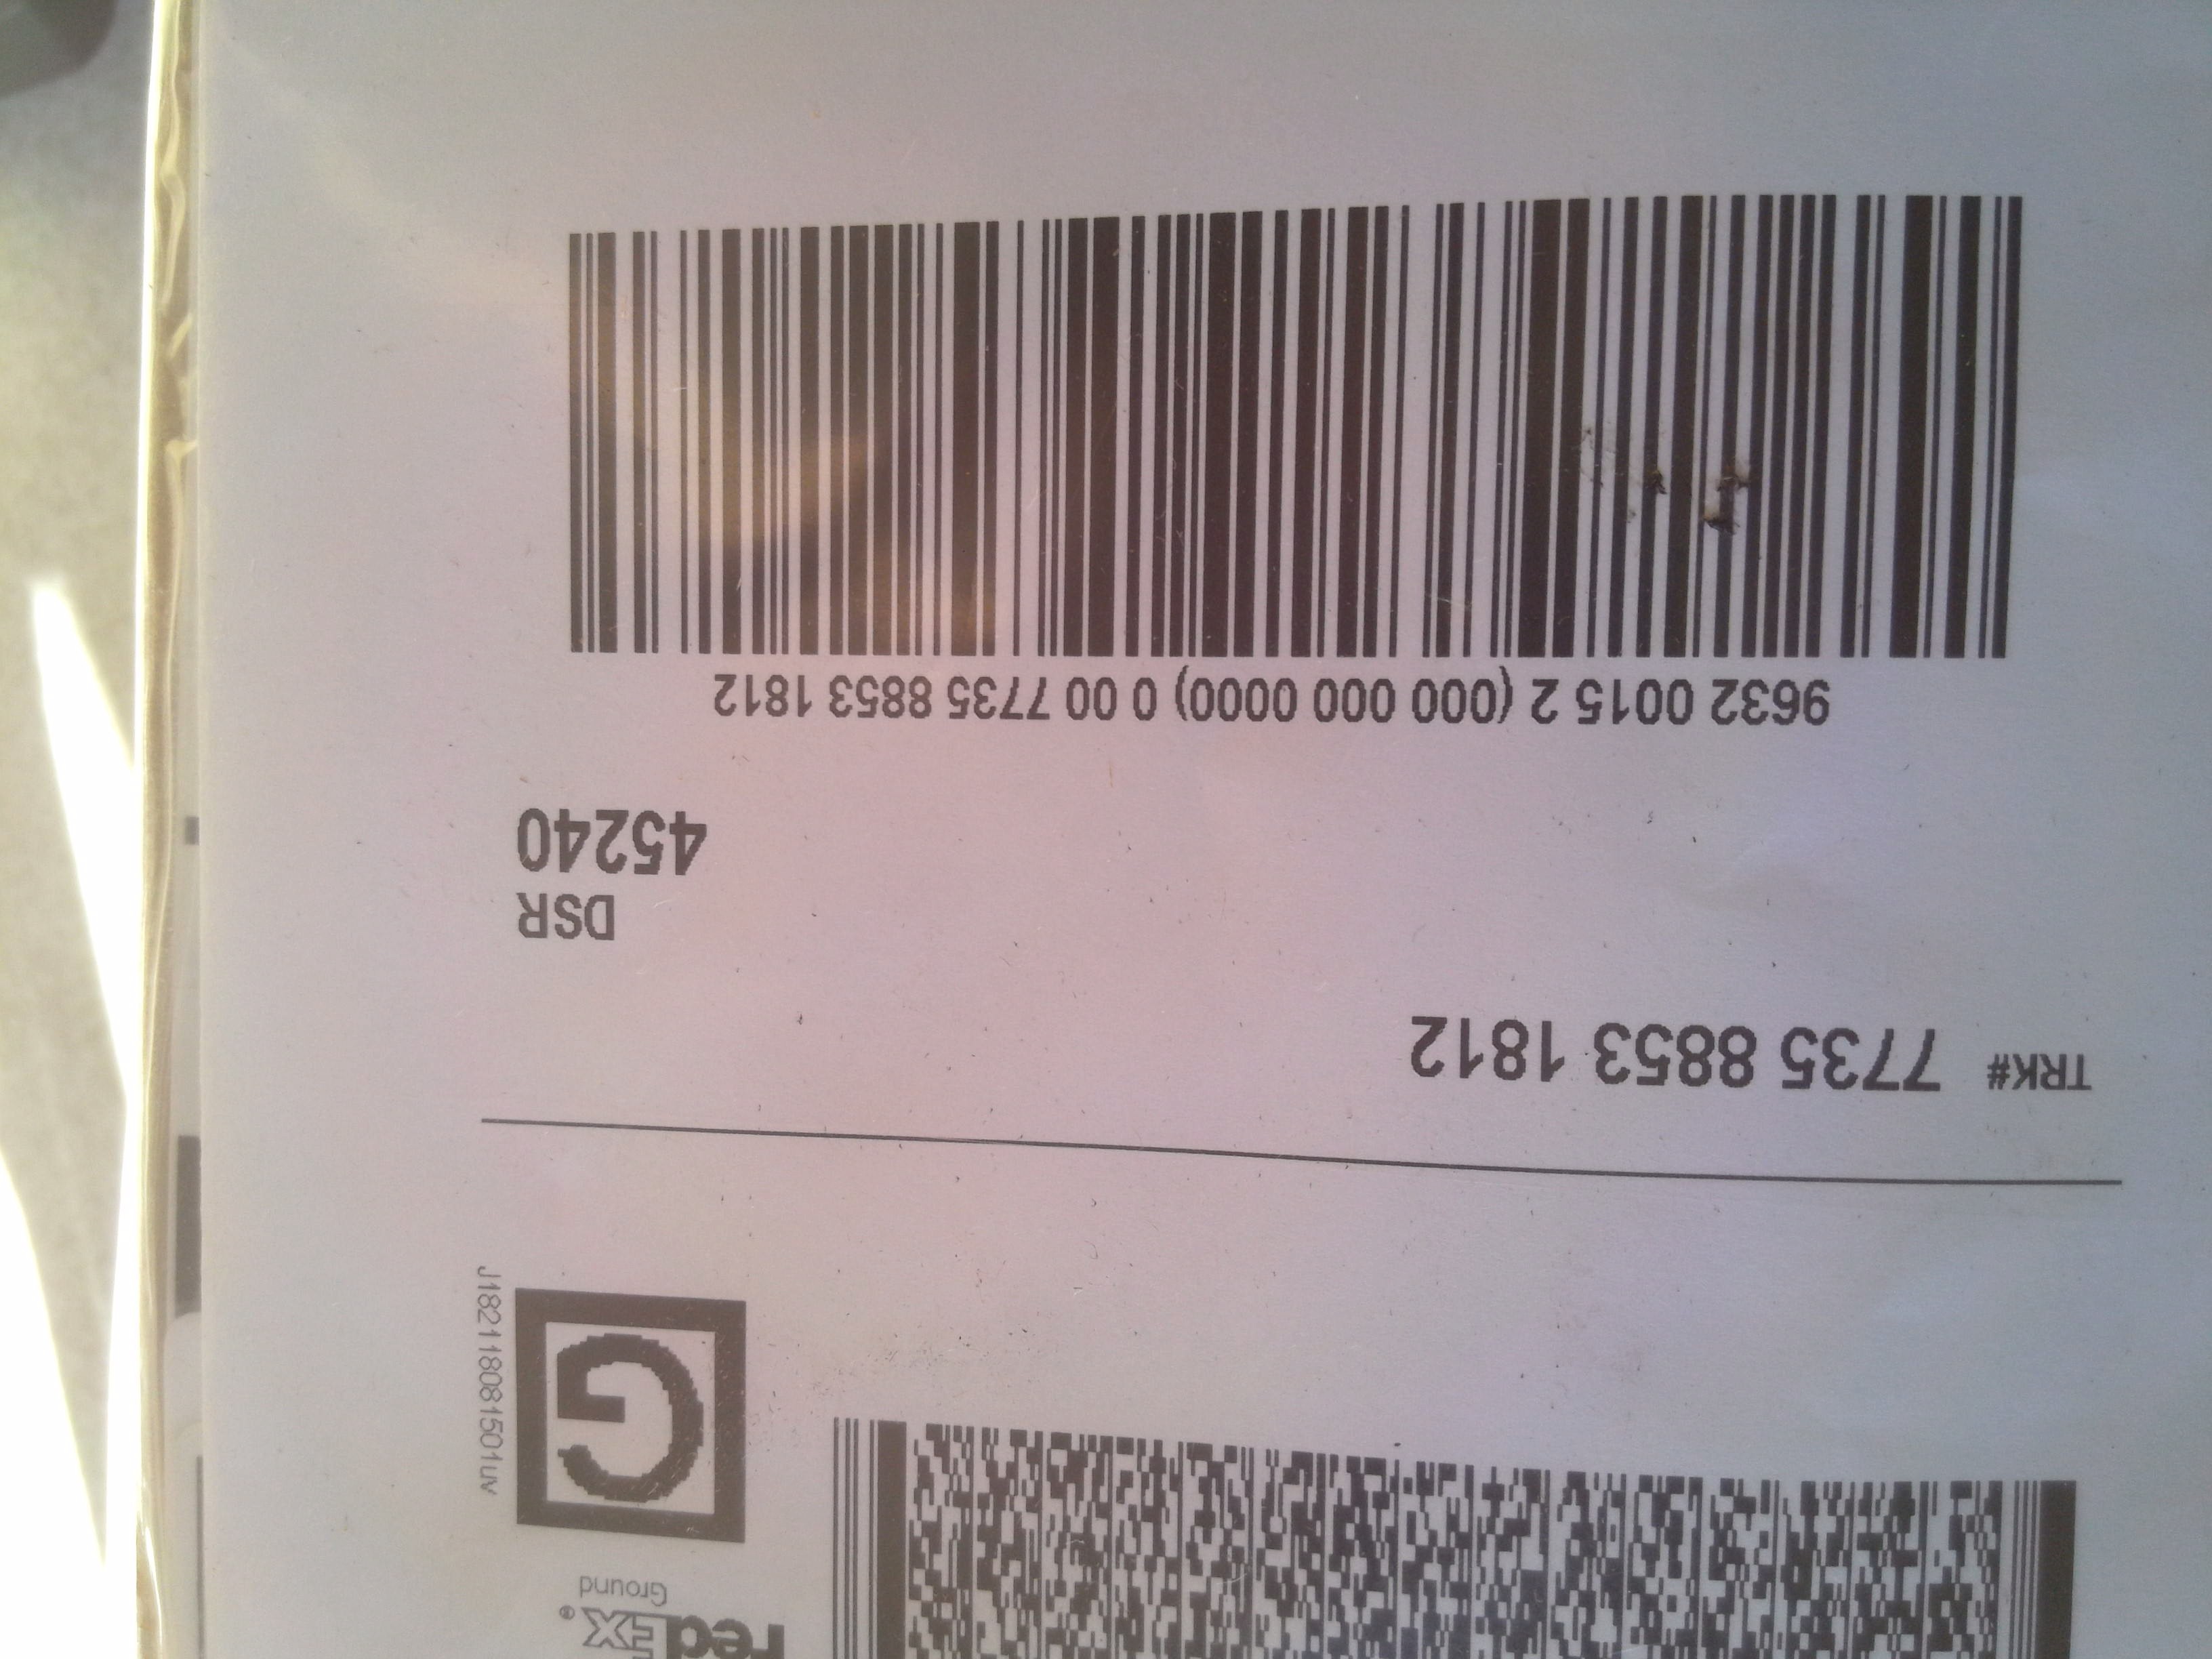 FedEx®
Ground
G
J182118081501uv
TRK# 7735 8853 1812
DSR
45240
9632 0015 2 (000 000 0000) 0 00 7735 8853 1812